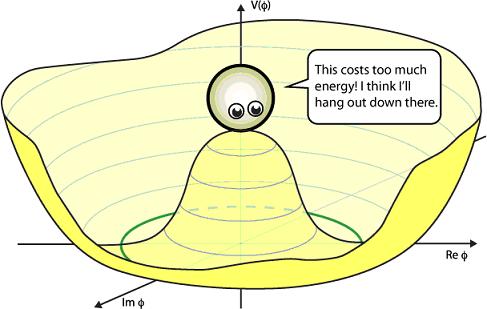 V(ϕ)
This costs too much
energy! I think I'll
hang out down there.
Re ϕ
Im ϕ